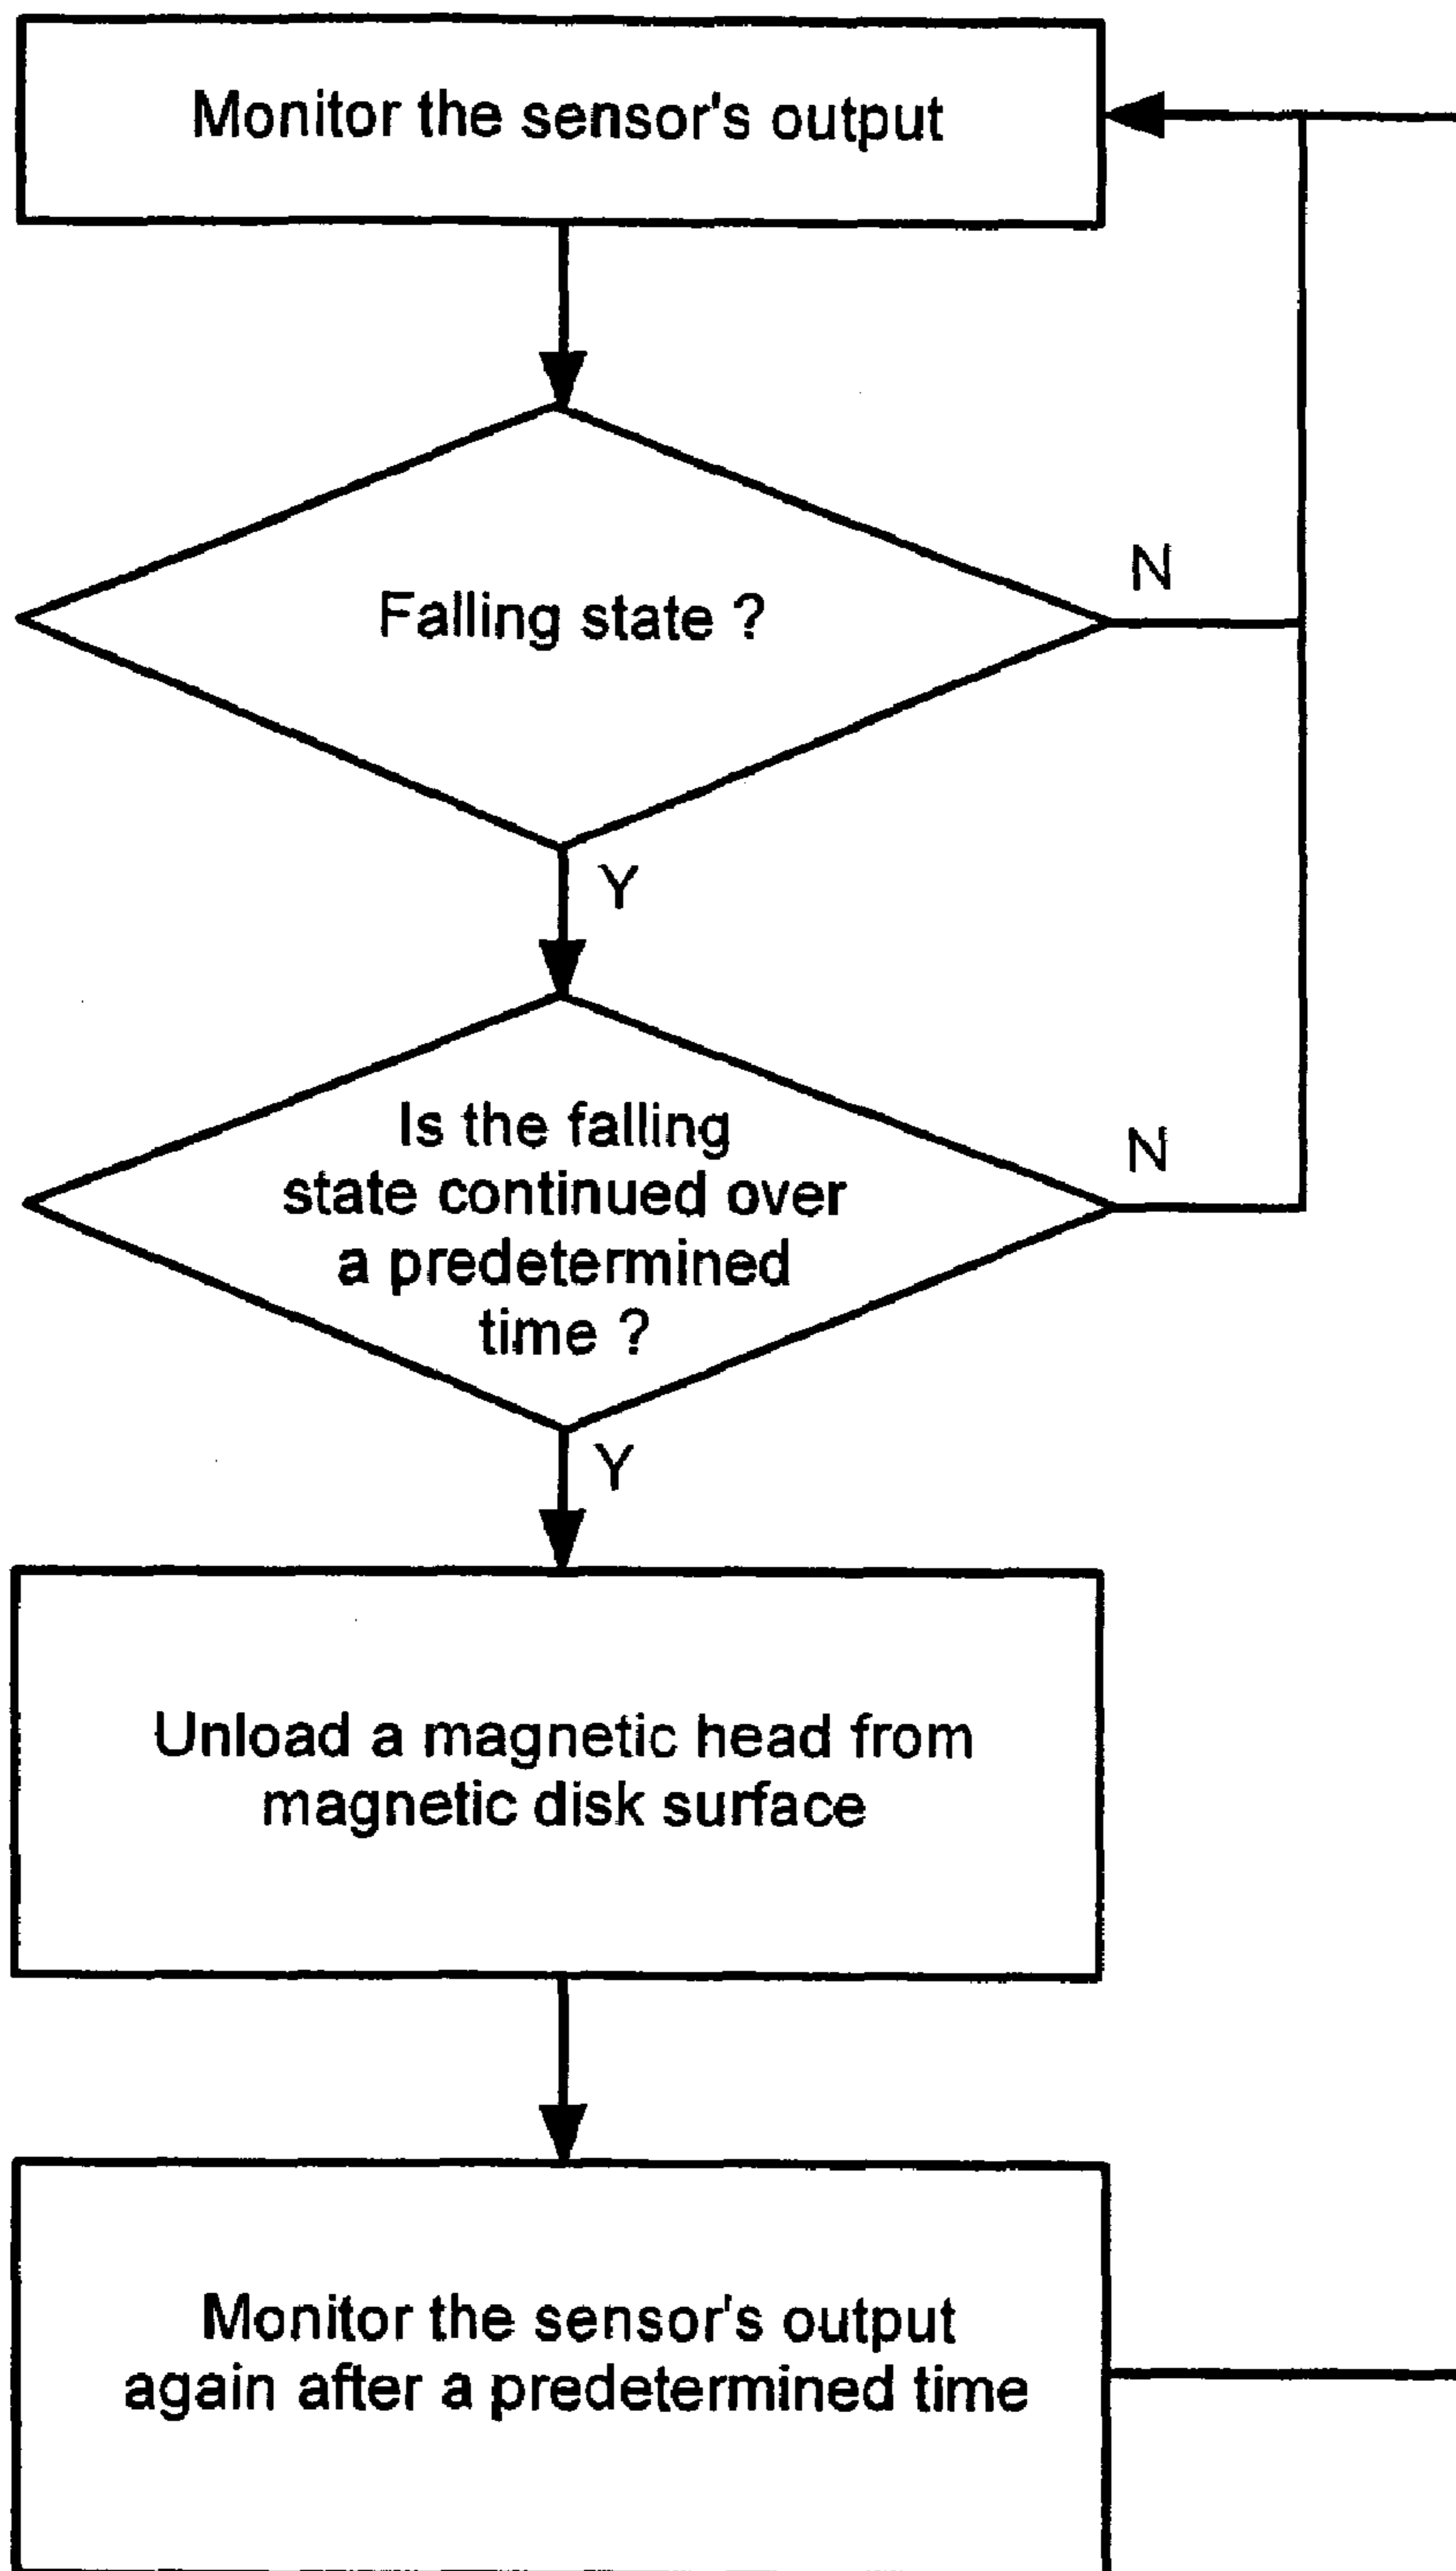 Monitor the sensor's output
Falling state ?
N
Y
Is the falling
state continued over
a predetermined
time ?
N
Y
Unload a magnetic head from
magnetic disk surface
Monitor the sensor's output
again after a predetermined time